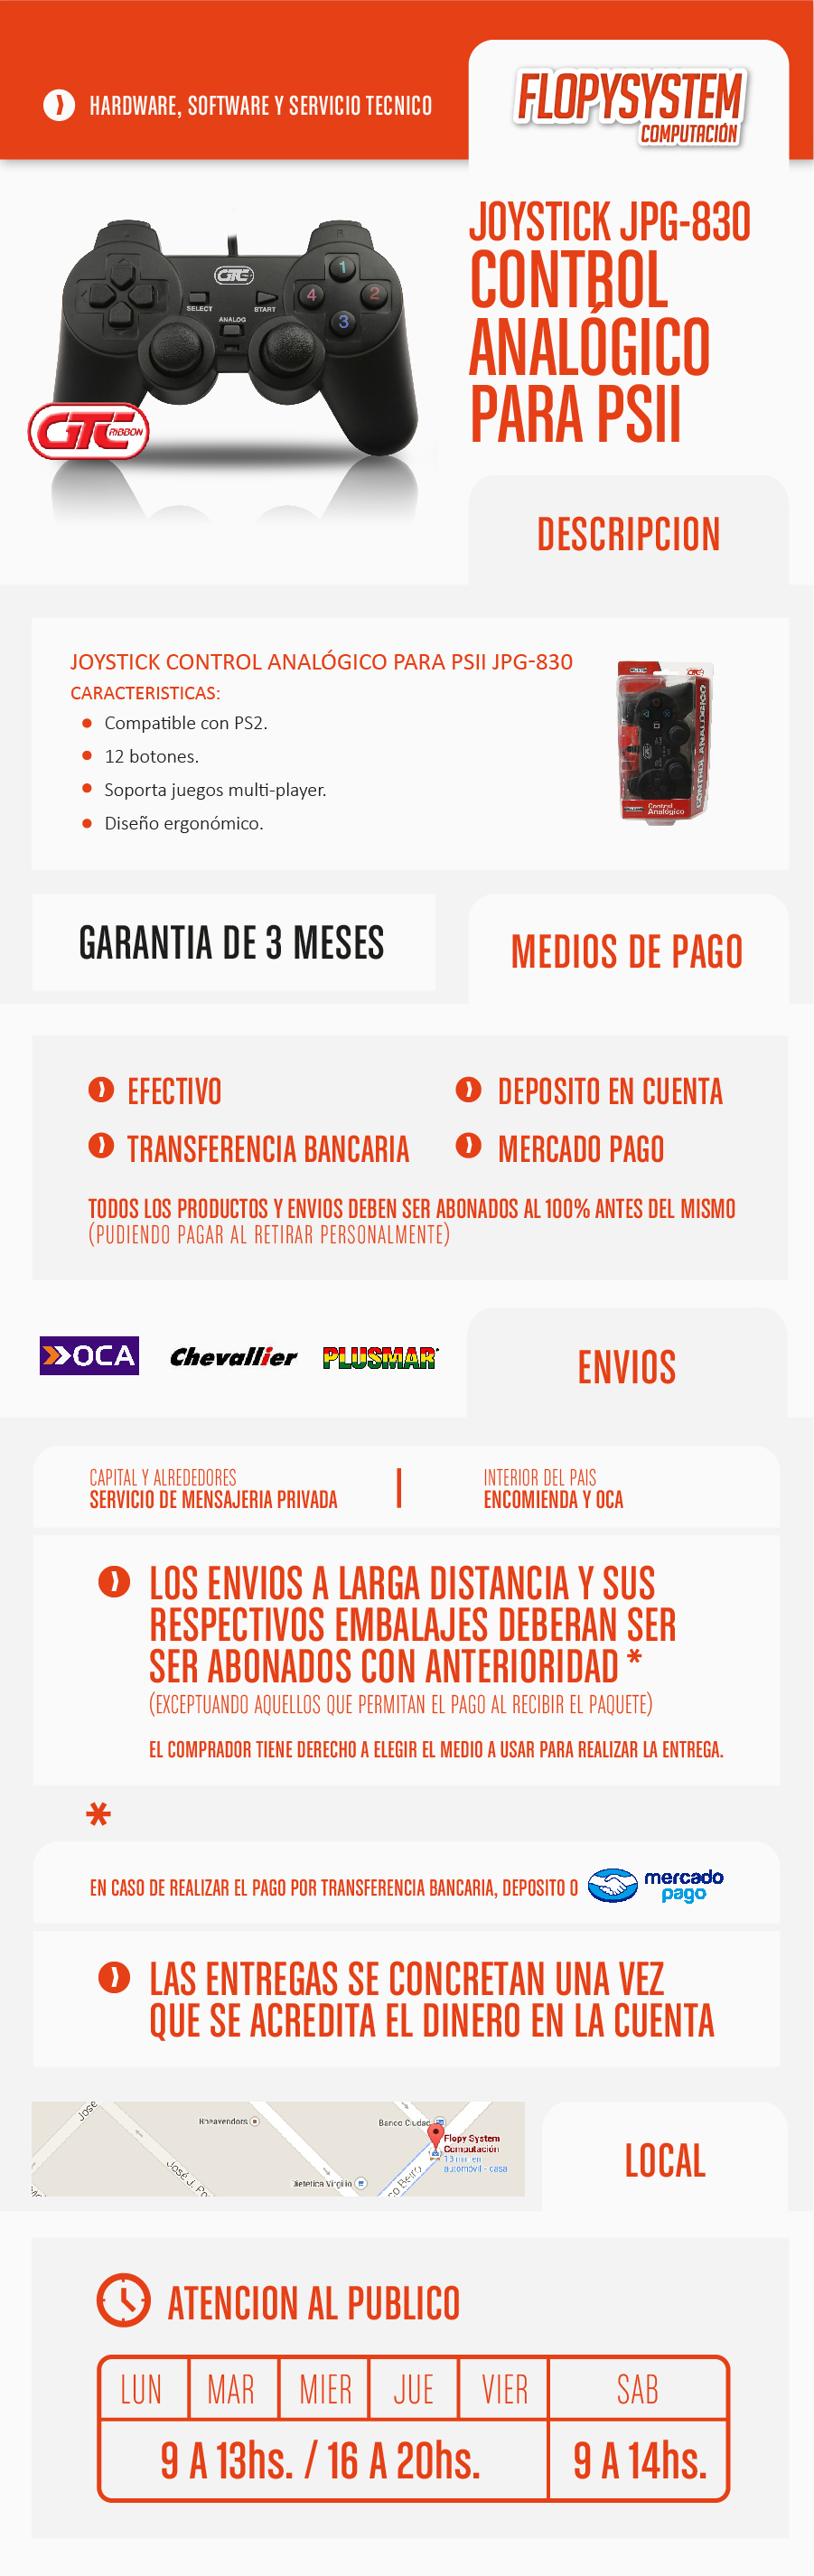 HARDWARE, SOFTWARE Y SERVICIO TECNICO
FLOPYSYSTEM
COMPUTACIÓN
JOYSTICK JPG-830
CONTROL
ANALÓGICO
PARA PSII
GTC
SELECT
START
ANALOG
1
2
3
4
GTC RIBBON
DESCRIPCION
JOYSTICK CONTROL ANALÓGICO PARA PSII JPG-830
CARACTERISTICAS:
Compatible con PS2.
12 botones.
Soporta juegos multi-player.
Diseño ergonómico.
CONTROL ANALOGICO
Control
Analógico
GARANTIA DE 3 MESES
MEDIOS DE PAGO
EFECTIVO
DEPOSITO EN CUENTA
TRANSFERENCIA BANCARIA
MERCADO PAGO
TODOS LOS PRODUCTOS Y ENVIOS DEBEN SER ABONADOS AL 100% ANTES DEL MISMO
(PUDIENDO PAGAR AL RETIRAR PERSONALMENTE)
OCA
Chevallier
PLUSMAR
ENVIOS
CAPITAL Y ALREDEDORES
SERVICIO DE MENSAJERIA PRIVADA
INTERIOR DEL PAIS
ENCOMIENDA Y OCA
LOS ENVIOS A LARGA DISTANCIA Y SUS
RESPECTIVOS EMBALAJES DEBERAN SER
SER ABONADOS CON ANTERIORIDAD *
(EXCEPTUANDO AQUELLOS QUE PERMITAN EL PAGO AL RECIBIR EL PAQUETE)
EL COMPRADOR TIENE DERECHO A ELEGIR EL MEDIO A USAR PARA REALIZAR LA ENTREGA.
*
EN CASO DE REALIZAR EL PAGO POR TRANSFERENCIA BANCARIA, DEPOSITO O
mercado
pago
LAS ENTREGAS SE CONCRETAN UNA VEZ
QUE SE ACREDITA EL DINERO EN LA CUENTA
Jose
José J. Po
Banco Ciudad
Flopy System
Computación
automóvil - casa
Dietetica Virgilio
LOCAL
ATENCION AL PUBLICO
LUN MAR MIER JUE VIER SAB
9 A 13hs. / 16 A 20hs. 9 A 14hs.